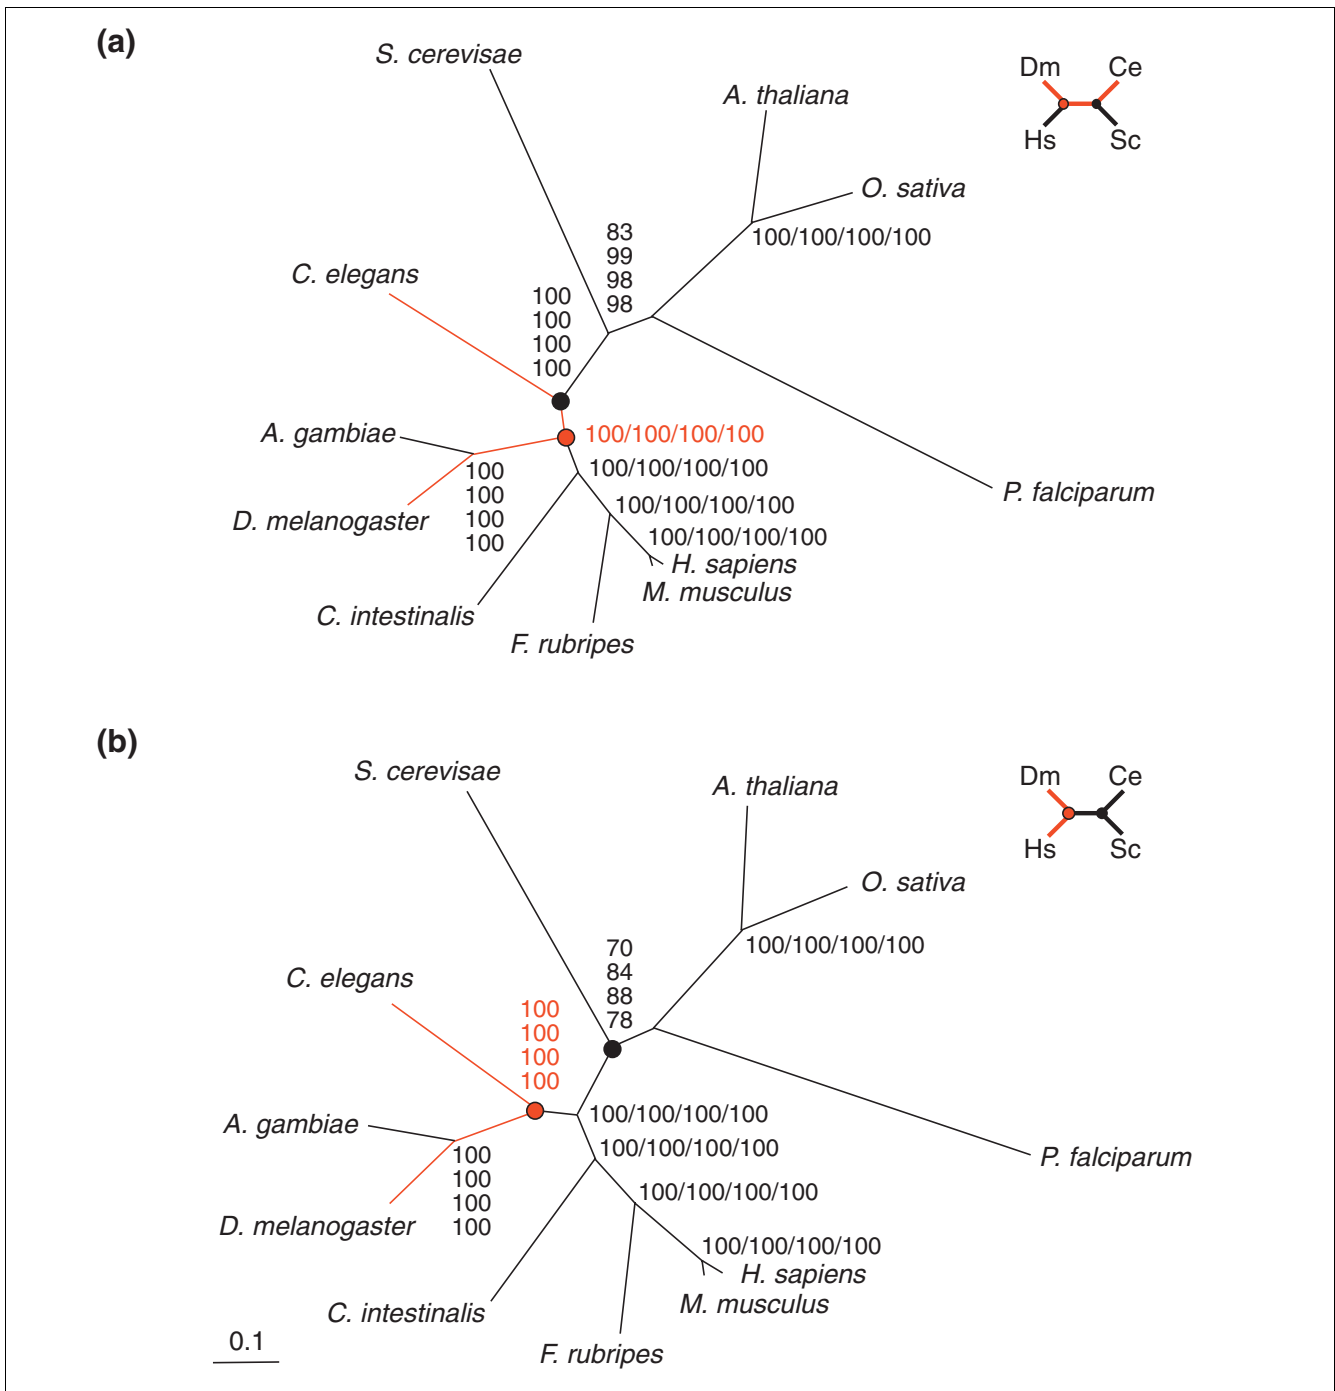 (a)
S. cerevisae
Dm
Ce
A. thaliana
Hs
Sc
O. sativa
83
99
98
98
100/100/100/100
C. elegans
100
100
100
100
A. gambiae
100/100/100/100
100/100/100/100
100
100
100
100
P. falciparum
100/100/100/100
D. melanogaster
100/100/100/100
H. sapiens
M. musculus
C. intestinalis
F. rubripes
(b)
S. cerevisae
Dm
Ce
A. thaliana
Hs
Sc
O. sativa
70
84
88
78
100/100/100/100
C. elegans
100
100
100
100
A. gambiae
100/100/100/100
100/100/100/100
100
100
100
100
P. falciparum
100/100/100/100
D. melanogaster
100/100/100/100
H. sapiens
M. musculus
C. intestinalis
0.1
F. rubripes